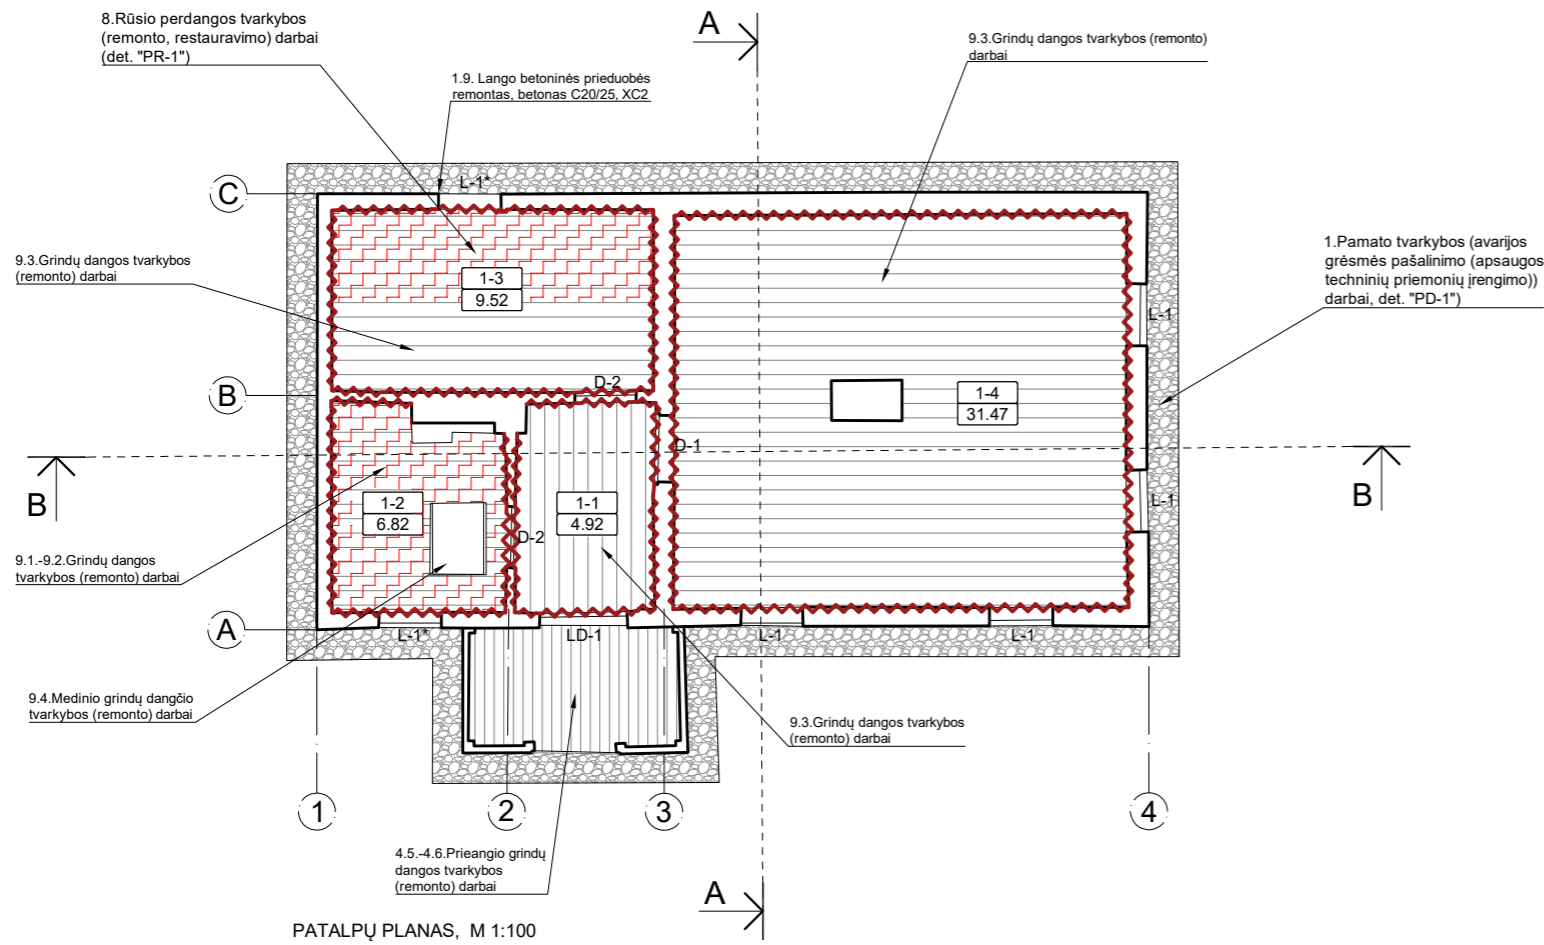 8.Rūsio perdangos tvarkybos
(remonto, restauravimo) darbai
(det. "PR-1")
A
9.3.Grindų dangos tvarkybos (remonto)
darbai
1.9. Lango betoninės prieduobės
remontas, betonas C20/25, XC2
C
L-1*
9.3.Grindų dangos tvarkybos
(remonto) darbai
1-3
9.52
1.Pamato tvarkybos (avarijos
grėsmės pašalinimo (apsaugos
techninių priemonių įrengimo))
darbai, det. "PD-1")
L-1
B
D-2
1-4
31.47
D-1
B
B
1-2
6.82
1-1
4.92
L-1
D-2
9.1.-9.2.Grindų dangos
tvarkybos (remonto) darbai
A
L-1*
LD-1
L-1
L-1
9.4.Medinio grindų dangčio
tvarkybos (remonto) darbai
9.3.Grindų dangos tvarkybos
(remonto) darbai
1
2
3
4
4.5.-4.6.Prieangio grindų
dangos tvarkybos
(remonto) darbai
A
PATALPŲ PLANAS, M 1:100